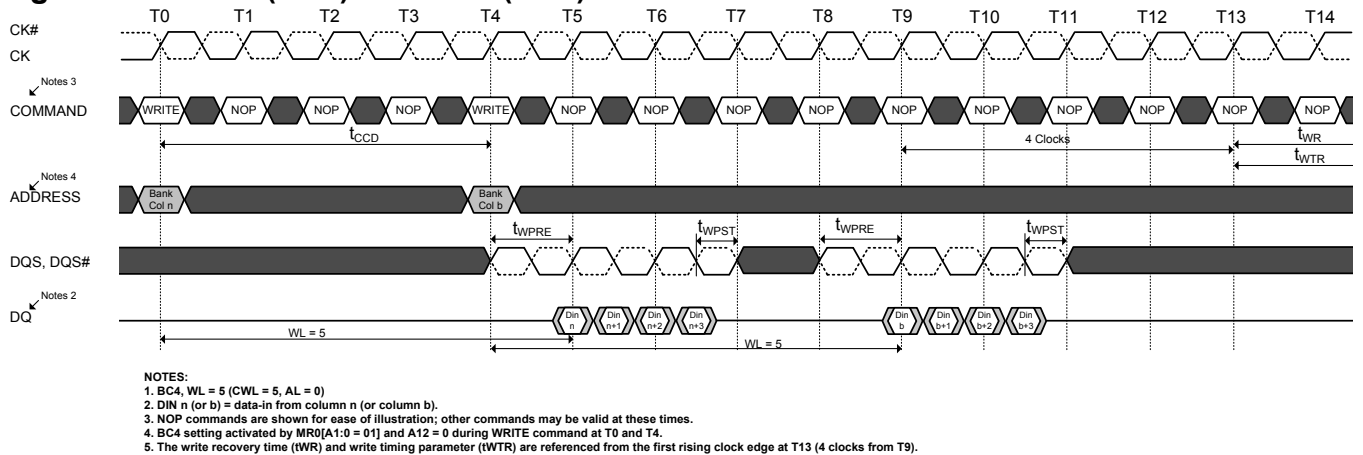 T0 T1 T2 T3 T4 T5 T6 T7 T8 T9 T10 T11 T12 T13 T14
CK#
CK
Notes 3
COMMAND WRITE NOP NOP NOP WRITE NOP NOP NOP NOP NOP NOP NOP NOP NOP NOP
tCCD 4 Clocks tWR
tWTR
Notes 4
ADDRESS Bank Col n Bank Col b
tWPRE tWPST tWPRE tWPST
DQS, DQS#
Notes 2
DQ Din n Din n+1 Din n+2 Din n+3 Din b Din b+1 Din b+2 Din b+3
WL = 5 WL = 5
NOTES:
1. BC4, WL = 5 (CWL = 5, AL = 0)
2. DIN n (or b) = data-in from column n (or column b).
3. NOP commands are shown for ease of illustration; other commands may be valid at these times.
4. BC4 setting activated by MR0[A1:0 = 01] and A12 = 0 during WRITE command at T0 and T4.
5. The write recovery time (tWR) and write timing parameter (tWTR) are referenced from the first rising clock edge at T13 (4 clocks from T9).